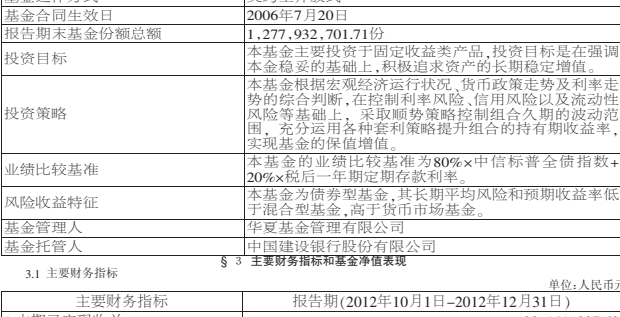 基金合同生效日 2006年7月20日
报告期末基金份额总额 1,277,932,701.71份
投资目标 本基金主要投资于固定收益类产品,投资目标是在强调
本金稳妥的基础上,积极追求资产的长期稳定增值。
投资策略 本基金根据宏观经济运行状况、货币政策走势及利率走
势的综合判断,在控制利率风险、信用风险以及流动性
风险等基础上,采取顺势策略控制组合久期的波动范
围,充分运用各种套利策略提升组合的持有期收益率,
实现基金的保值增值。
业绩比较基准 本基金的业绩比较基准为80%×中信标普全债指数+
20%×税后一年期定期存款利率。
风险收益特征 本基金为债券型基金,其长期平均风险和预期收益率低
于混合型基金,高于货币市场基金。
基金管理人 华夏基金管理有限公司
基金托管人 中国建设银行股份有限公司
§ 3 主要财务指标和基金净值表现
3.1 主要财务指标
单位:人民币元
主要财务指标 报告期(2012年10月1日-2012年12月31日)